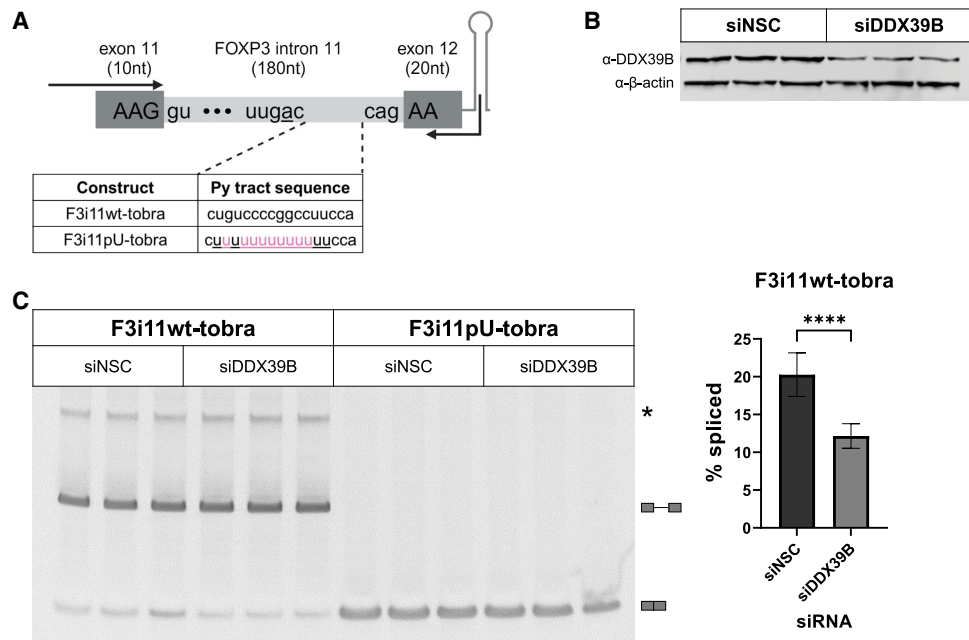 A
exon 11
(10nt)
FOXP3 intron 11
(180nt)
exon 12
(20nt)
AAG gu ••• uugac cag AA
Construct Py tract sequence
F3i11wt-tobra cuguccccggccuucca
F3i11pU-tobra cuuuuuuuuuuuuucca
B
siNSC siDDX39B
α-DDX39B
α-β-actin
C
F3i11wt-tobra F3i11pU-tobra
siNSC siDDX39B siNSC siDDX39B
*
F3i11wt-tobra
****
% spliced
25
20
15
10
5
0
siNSC
siDDX39B
siRNA